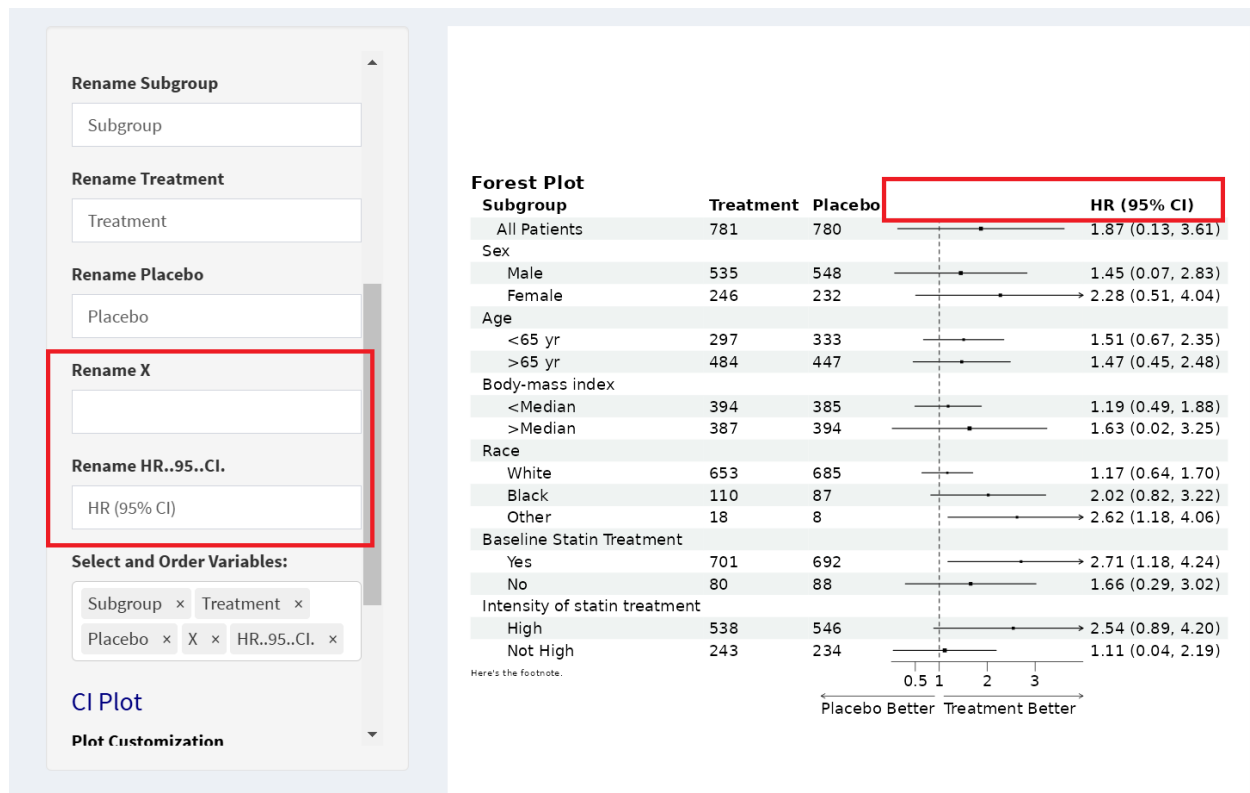 Rename Subgroup
Subgroup
Rename Treatment
Treatment
Rename Placebo
Placebo
Rename X
Rename HR..95..CI.
HR (95% CI)
Select and Order Variables:
Subgroup × Treatment ×
Placebo × X × HR..95..CI. ×
CI Plot
Plot Customization
Forest Plot
Subgroup Treatment Placebo HR (95% CI)
All Patients 781 780 1.87 (0.13, 3.61)
Sex
Male 535 548 1.45 (0.07, 2.83)
Female 246 232 2.28 (0.51, 4.04)
Age
<65 yr 297 333 1.51 (0.67, 2.35)
>65 yr 484 447 1.47 (0.45, 2.48)
Body-mass index
<Median 394 385 1.19 (0.49, 1.88)
>Median 387 394 1.63 (0.02, 3.25)
Race
White 653 685 1.17 (0.64, 1.70)
Black 110 87 2.02 (0.82, 3.22)
Other 18 8 2.62 (1.18, 4.06)
Baseline Statin Treatment
Yes 701 692 2.71 (1.18, 4.24)
No 80 88 1.66 (0.29, 3.02)
Intensity of statin treatment
High 538 546 2.54 (0.89, 4.20)
Not High 243 234 1.11 (0.04, 2.19)
Here's the footnote.
0.5 1 2 3
Placebo Better Treatment Better